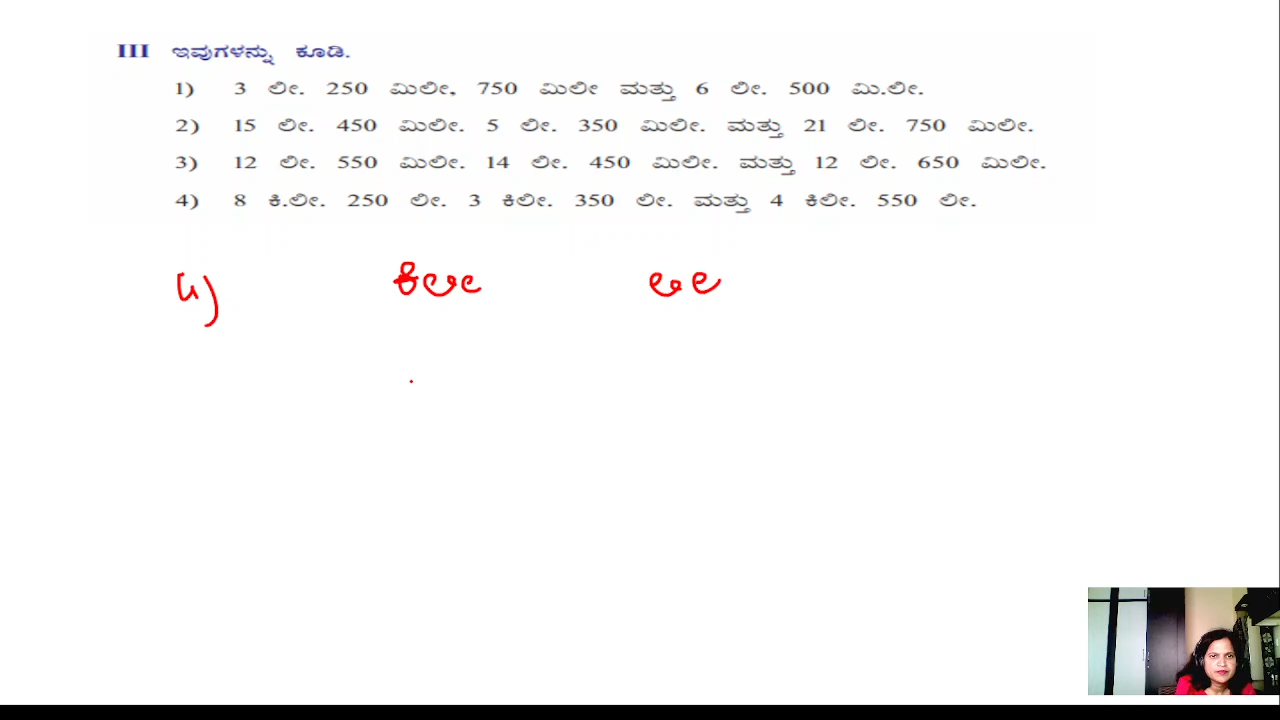 III ಇವುಗಳನ್ನು ಕೂಡಿ.
1) 3 ಲೀ. 250 ಮಿಲೀ, 750 ಮಿಲೀ ಮತ್ತು 6 ಲೀ. 500 ಮಿ.ಲೀ.
2) 15 ಲೀ. 450 ಮಿಲೀ. 5 ಲೀ. 350 ಮಿಲೀ. ಮತ್ತು 21 ಲೀ. 750 ಮಿಲೀ.
3) 12 ಲೀ. 550 ಮಿಲೀ. 14 ಲೀ. 450 ಮಿಲೀ. ಮತ್ತು 12 ಲೀ. 650 ಮಿಲೀ.
4) 8 ಕಿ.ಲೀ. 250 ಲೀ. 3 ಕಿಲೀ. 350 ಲೀ. ಮತ್ತು 4 ಕಿಲೀ. 550 ಲೀ.
4) ಕಿಲೀ ಲೀ